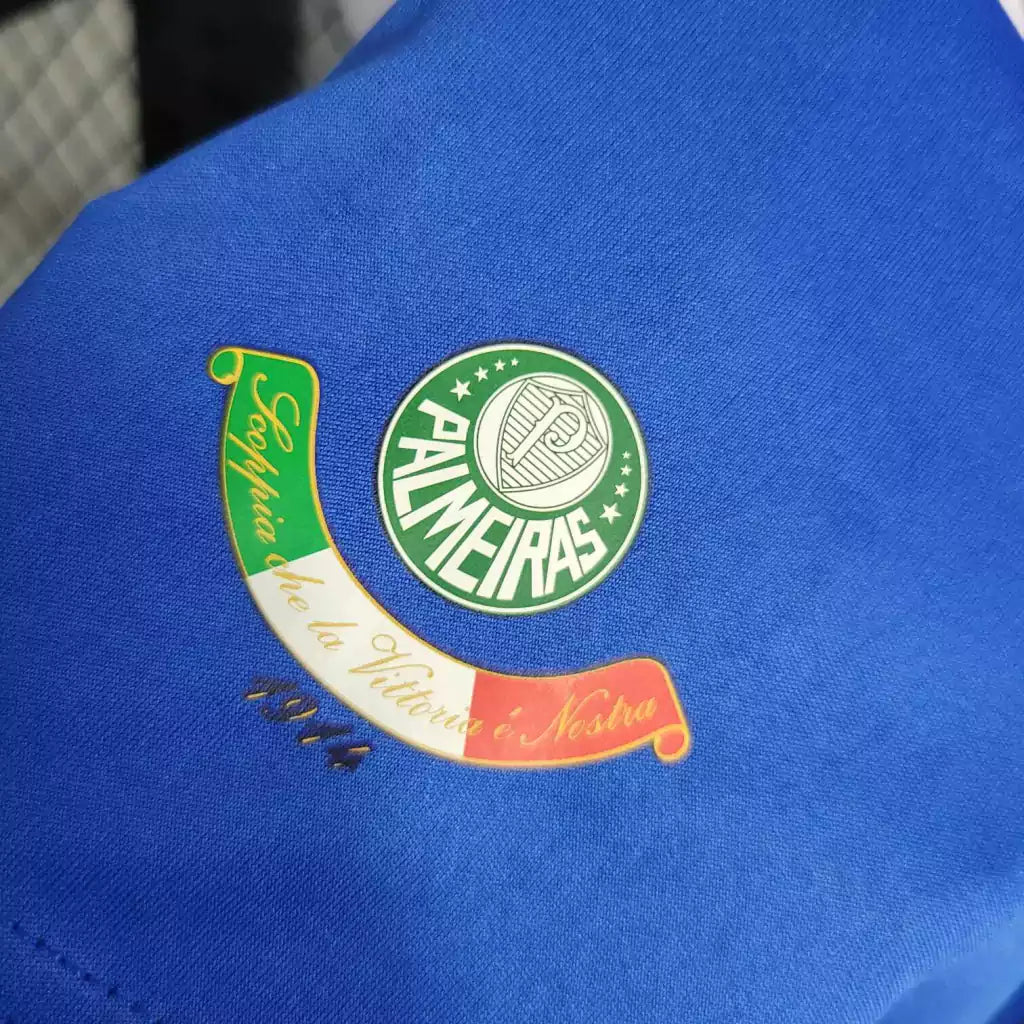 PALMEIRAS
P
Scoppia che la Vittoria é Nostra
1914